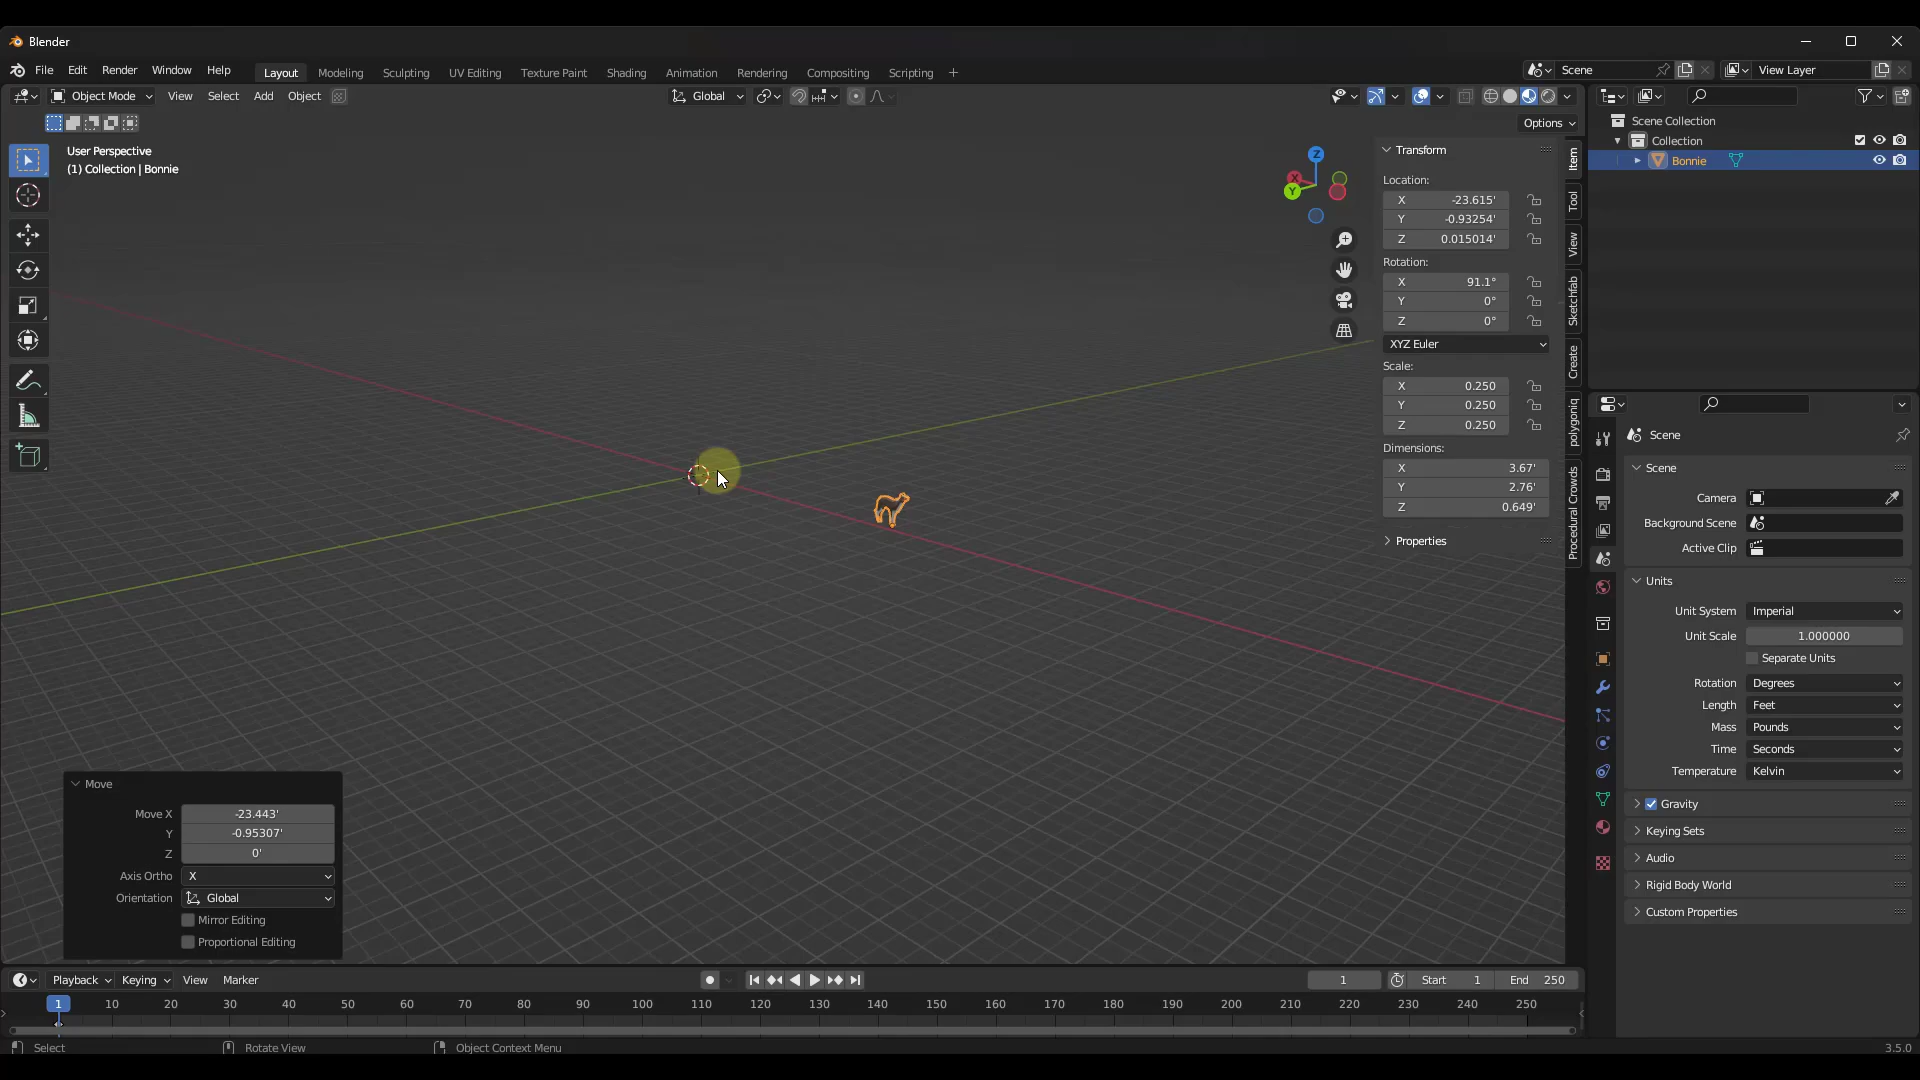 Blender
File Edit Render Window Help
Layout Modeling Sculpting UV Editing Texture Paint Shading Animation Rendering Compositing Scripting +
Scene
View Layer
Object Mode View Select Add Object
Global
Options
User Perspective
(1) Collection | Bonnie
Z
X
Y
Transform
Location:
X -23.615'
Y -0.93254'
Z 0.015014'
Rotation:
X 91.1°
Y 0°
Z 0°
XYZ Euler
Scale:
X 0.250
Y 0.250
Z 0.250
Dimensions:
X 3.67'
Y 2.76'
Z 0.649'
Properties
Item
Tool
View
Sketchfab
Create
polygoniq
Procedural Crowds
Scene Collection
Collection
Bonnie
Scene
Scene
Camera
Background Scene
Active Clip
Units
Unit System Imperial
Unit Scale 1.000000
Separate Units
Rotation Degrees
Length Feet
Mass Pounds
Time Seconds
Temperature Kelvin
Gravity
Keying Sets
Audio
Rigid Body World
Custom Properties
Move
Move X -23.443'
Y -0.95307'
Z 0'
Axis Ortho X
Orientation Global
Mirror Editing
Proportional Editing
Playback Keying View Marker
1 Start 1 End 250
1 10 20 30 40 50 60 70 80 90 100 110 120 130 140 150 160 170 180 190 200 210 220 230 240 250
Select Rotate View Object Context Menu
3.5.0